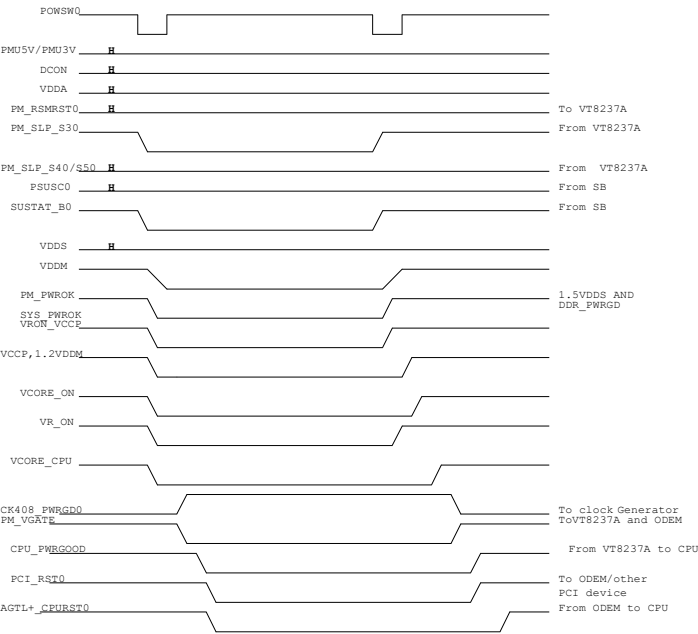 POWSW0
PMU5V/PMU3V H
DCON H
VDDA H
PM_RSMRST0 H To VT8237A
PM_SLP_S30 From VT8237A
PM_SLP_S40/S50 H From VT8237A
PSUSC0 H From SB
SUSTAT_B0 From SB
VDDS H
VDDM
PM_PWROK 1.5VDDS AND
DDR_PWRGD
SYS_PWROK
VRON_VCCP
VCCP,1.2VDDM
VCORE_ON
VR_ON
VCORE_CPU
CK408_PWRGD0 To clock Generator
PM_VGATE ToVT8237A and ODEM
CPU_PWRGOOD From VT8237A to CPU
PCI_RST0 To ODEM/other
PCI device
AGTL+_CPURST0 From ODEM to CPU